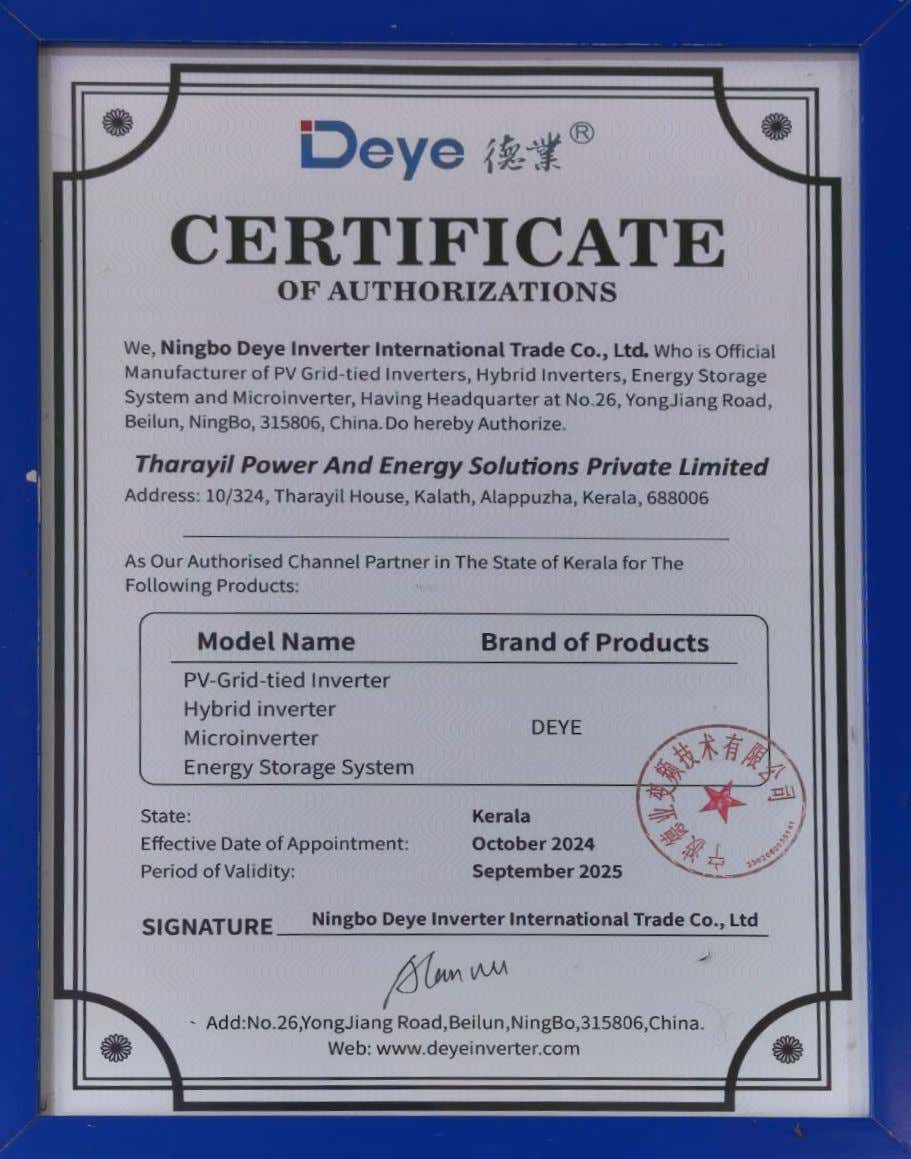 Deye 德業®
CERTIFICATE
OF AUTHORIZATIONS
We, Ningbo Deye Inverter International Trade Co., Ltd. Who is Official
Manufacturer of PV Grid-tied Inverters, Hybrid Inverters, Energy Storage
System and Microinverter, Having Headquarter at No.26, YongJiang Road,
Beilun, NingBo, 315806, China. Do hereby Authorize.
Tharayil Power And Energy Solutions Private Limited
Address: 10/324, Tharayil House, Kalath, Alappuzha, Kerala, 688006
As Our Authorised Channel Partner in The State of Kerala for The
Following Products:
Model Name Brand of Products
PV-Grid-tied Inverter
Hybrid inverter
DEYE
Microinverter
Energy Storage System
宁波德业变频技术有限公司
State: Kerala
Effective Date of Appointment: October 2024
Period of Validity: September 2025
SIGNATURE Ningbo Deye Inverter International Trade Co., Ltd
Add:No.26,YongJiang Road,Beilun,NingBo,315806,China.
Web: www.deyeinverter.com